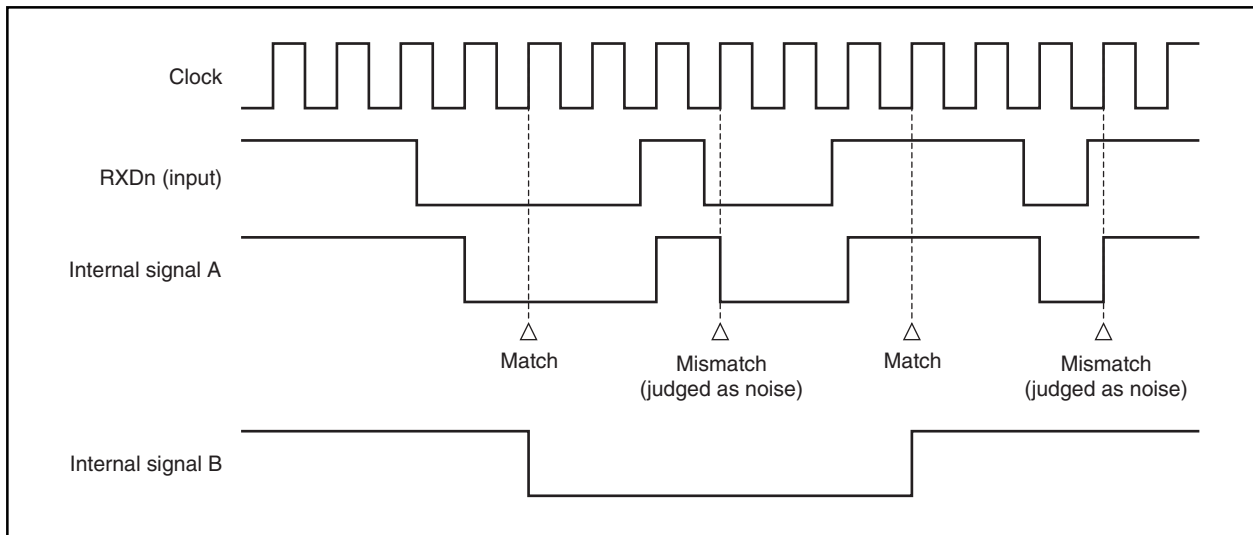 Clock
RXDn (input)
Internal signal A
Match
Mismatch
(judged as noise)
Match
Mismatch
(judged as noise)
Internal signal B